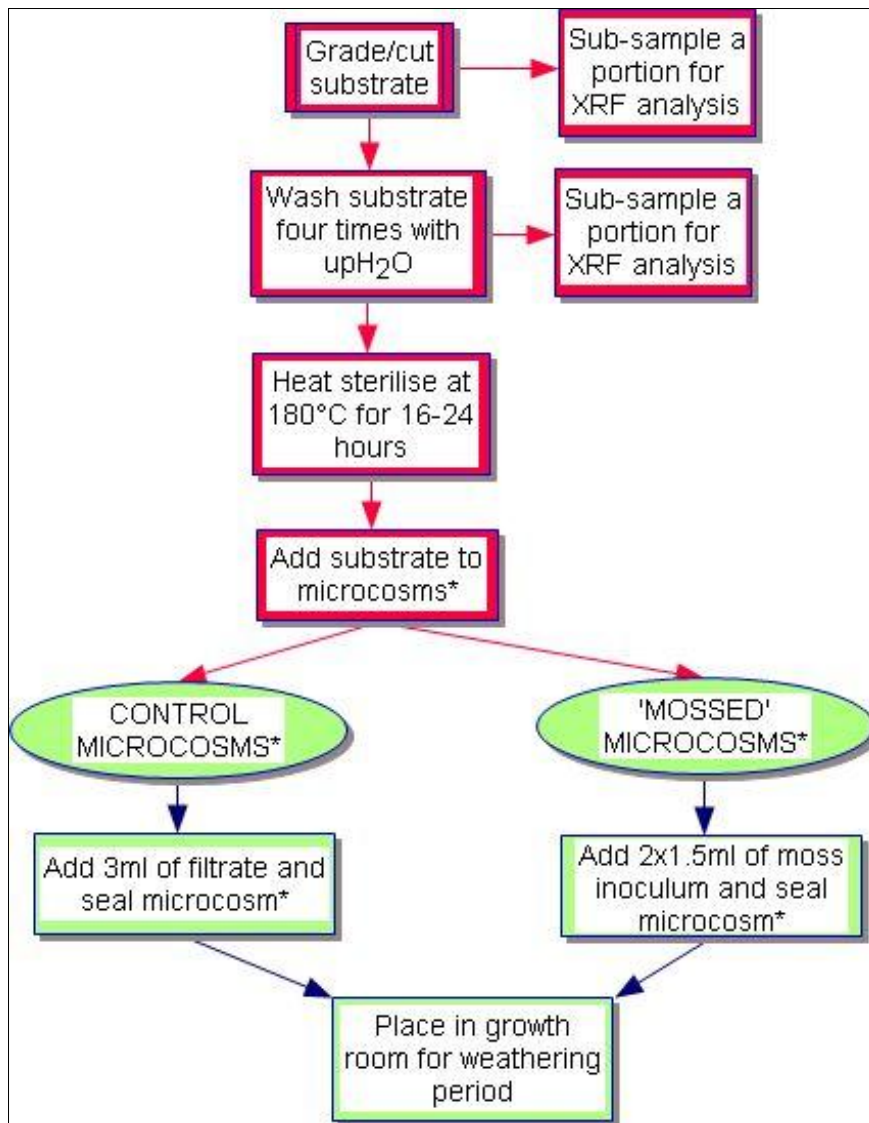 Grade/cut
substrate
Sub-sample a
portion for
XRF analysis
Wash substrate
four times with
upH₂O
Sub-sample a
portion for
XRF analysis
Heat sterilise at
180°C for 16-24
hours
Add substrate to
microcosms*
CONTROL
MICROCOSMS*
'MOSSED'
MICROCOSMS*
Add 3ml of filtrate and
seal microcosm*
Add 2x1.5ml of moss
inoculum and seal
microcosm*
Place in growth
room for weathering
period